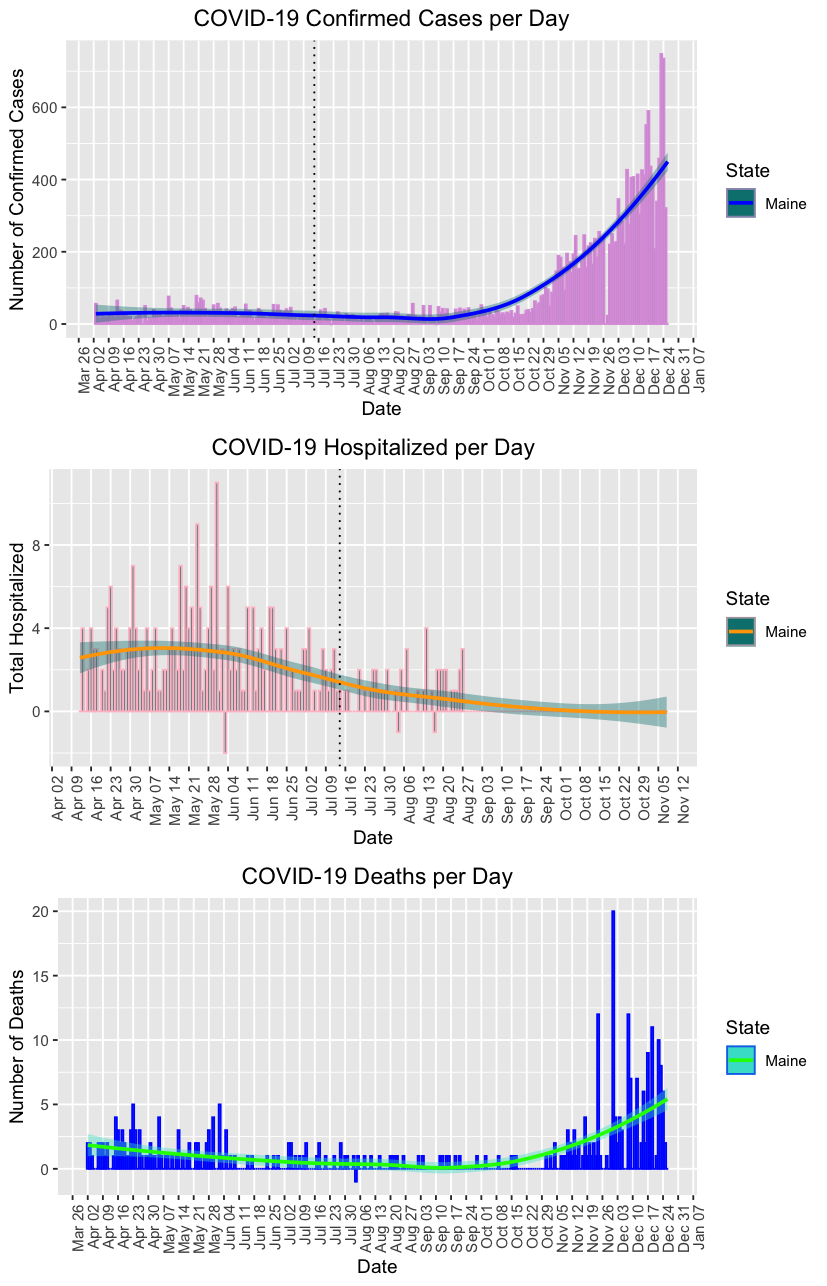 COVID-19 Confirmed Cases per Day
Number of Confirmed Cases
600
400
200
0
Mar 26
Apr 02
Apr 09
Apr 16
Apr 23
Apr 30
May 07
May 14
May 21
May 28
Jun 04
Jun 11
Jun 18
Jun 25
Jul 02
Jul 09
Jul 16
Jul 23
Jul 30
Aug 06
Aug 13
Aug 20
Aug 27
Sep 03
Sep 10
Sep 17
Sep 24
Oct 01
Oct 08
Oct 15
Oct 22
Oct 29
Nov 05
Nov 12
Nov 19
Nov 26
Dec 03
Dec 10
Dec 17
Dec 24
Dec 31
Jan 07
Date
State
Maine
COVID-19 Hospitalized per Day
Total Hospitalized
8
4
0
Apr 02
Apr 09
Apr 16
Apr 23
Apr 30
May 07
May 14
May 21
May 28
Jun 04
Jun 11
Jun 18
Jun 25
Jul 02
Jul 09
Jul 16
Jul 23
Jul 30
Aug 06
Aug 13
Aug 20
Aug 27
Sep 03
Sep 10
Sep 17
Sep 24
Oct 01
Oct 08
Oct 15
Oct 22
Oct 29
Nov 05
Nov 12
Date
State
Maine
COVID-19 Deaths per Day
Number of Deaths
20
15
10
5
0
Mar 26
Apr 02
Apr 09
Apr 16
Apr 23
Apr 30
May 07
May 14
May 21
May 28
Jun 04
Jun 11
Jun 18
Jun 25
Jul 02
Jul 09
Jul 16
Jul 23
Jul 30
Aug 06
Aug 13
Aug 20
Aug 27
Sep 03
Sep 10
Sep 17
Sep 24
Oct 01
Oct 08
Oct 15
Oct 22
Oct 29
Nov 05
Nov 12
Nov 19
Nov 26
Dec 03
Dec 10
Dec 17
Dec 24
Dec 31
Jan 07
Date
State
Maine